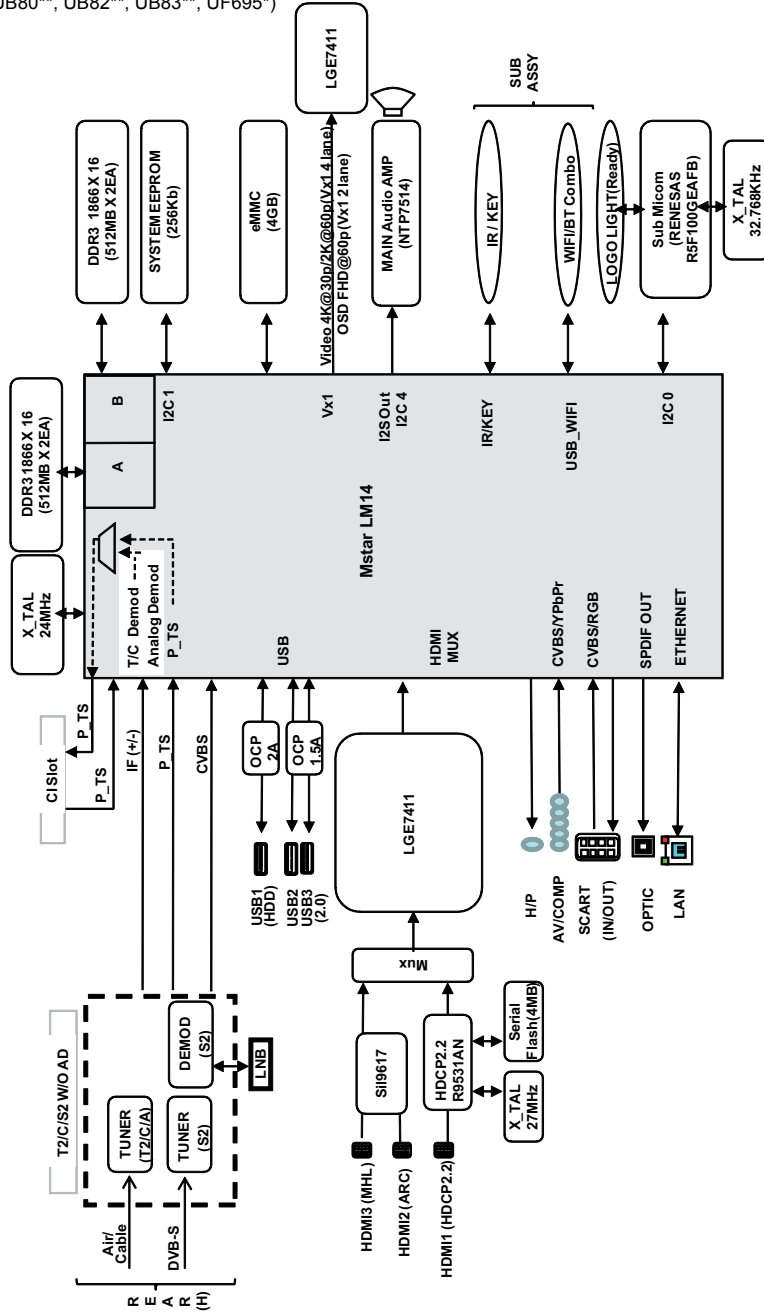 UB80**, UB82**, UB83**, UF695*)
DDR3 1866 X 16
(512MB X 2EA)
X_TAL
24MHz
CI Slot
P_TS
P_TS
T2/C/S2 W/O AD
R E A R
(H)
Air/
Cable
DVB-S
TUNER
(T2/C/A)
TUNER
(S2)
DEMOD
(S2)
LNB
IF (+/-)
P_TS
CVBS
USB1
(HDD)
USB2
USB3
(2.0)
OCP
2A
OCP
1.5A
HDMI3 (MHL)
HDMI2 (ARC)
HDMI1 (HDCP2.2)
SiI9617
HDCP2.2
R9531AN
X_TAL
27MHz
Serial
Flash(4MB)
Mux
LGE7411
H/P
AV/COMP
SCART
(IN/OUT)
OPTIC
LAN
Mstar LM14
A
B
T/C Demod
Analog Demod
P_TS
USB
HDMI
MUX
CVBS/YPbPr
CVBS/RGB
SPDIF OUT
ETHERNET
I2C 1
Vx1
I2S Out
I2C 4
IR/KEY
USB_WIFI
I2C 0
DDR3 1866 X 16
(512MB X 2EA)
SYSTEM EEPROM
(256Kb)
eMMC
(4GB)
Video 4K@30p/2K@60p(Vx1 4 lane)
OSD FHD@60p(Vx1 2 lane)
LGE7411
MAIN Audio AMP
(NTP7514)
IR / KEY
WIFI/BT Combo
LOGO LIGHT(Ready)
SUB
ASSY
Sub Micom
(RENESAS
R5F100GEAFB)
X_TAL
32.768KHz